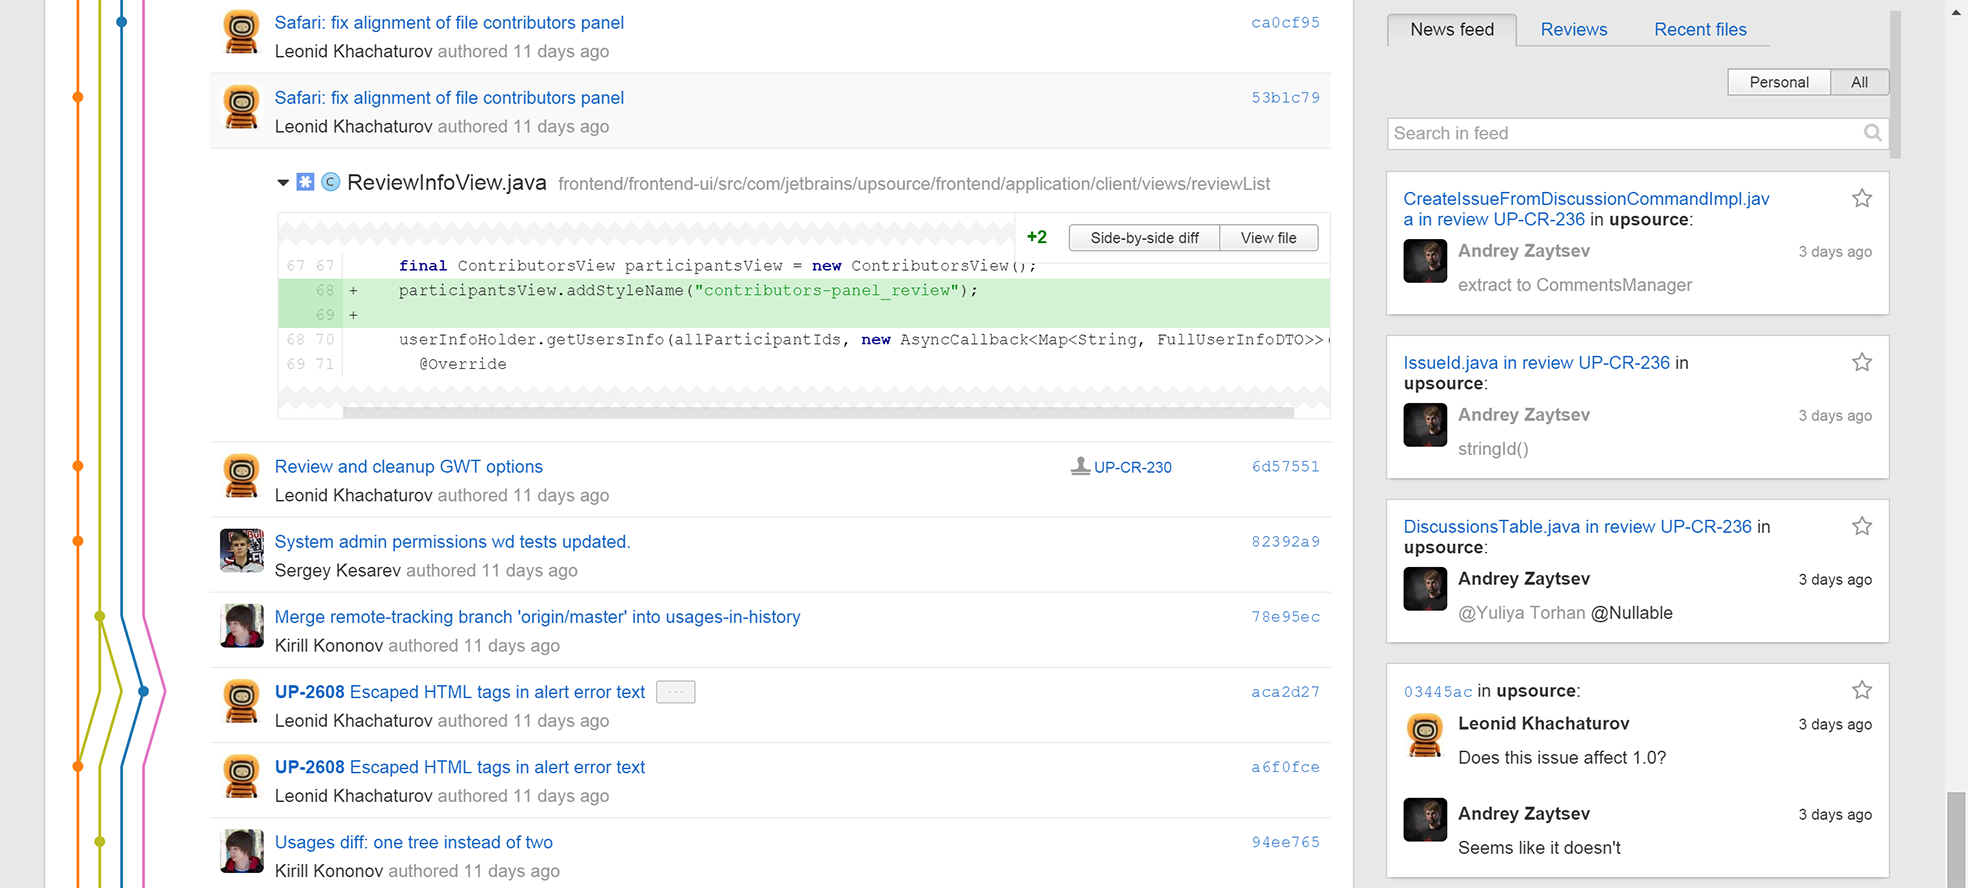 Safari: fix alignment of file contributors panel
ca0cf95
Leonid Khachaturov authored 11 days ago
Safari: fix alignment of file contributors panel
53b1c79
Leonid Khachaturov authored 11 days ago
C ReviewInfoView.java frontend/frontend-ui/src/com/jetbrains/upsource/frontend/application/client/views/reviewList
+2 Side-by-side diff View file
67 67 final ContributorsView participantsView = new ContributorsView();
68 + participantsView.addStyleName("contributors-panel_review");
69 +
68 70 userInfoHolder.getUsersInfo(allParticipantIds, new AsyncCallback<Map<String, FullUserInfoDTO>>
69 71 @Override
Review and cleanup GWT options
UP-CR-230
6d57551
Leonid Khachaturov authored 11 days ago
System admin permissions wd tests updated.
82392a9
Sergey Kesarev authored 11 days ago
Merge remote-tracking branch 'origin/master' into usages-in-history
78e95ec
Kirill Kononov authored 11 days ago
UP-2608 Escaped HTML tags in alert error text ...
aca2d27
Leonid Khachaturov authored 11 days ago
UP-2608 Escaped HTML tags in alert error text
a6f0fce
Leonid Khachaturov authored 11 days ago
Usages diff: one tree instead of two
94ee765
Kirill Kononov authored 11 days ago
News feed Reviews Recent files
Personal All
Search in feed
CreateIssueFromDiscussionCommandImpl.jav
a in review UP-CR-236 in upsource:
Andrey Zaytsev 3 days ago
extract to CommentsManager
IssueId.java in review UP-CR-236 in
upsource:
Andrey Zaytsev 3 days ago
stringId()
DiscussionsTable.java in review UP-CR-236 in
upsource:
Andrey Zaytsev 3 days ago
@Yuliya Torhan @Nullable
03445ac in upsource:
Leonid Khachaturov 3 days ago
Does this issue affect 1.0?
Andrey Zaytsev 3 days ago
Seems like it doesn't